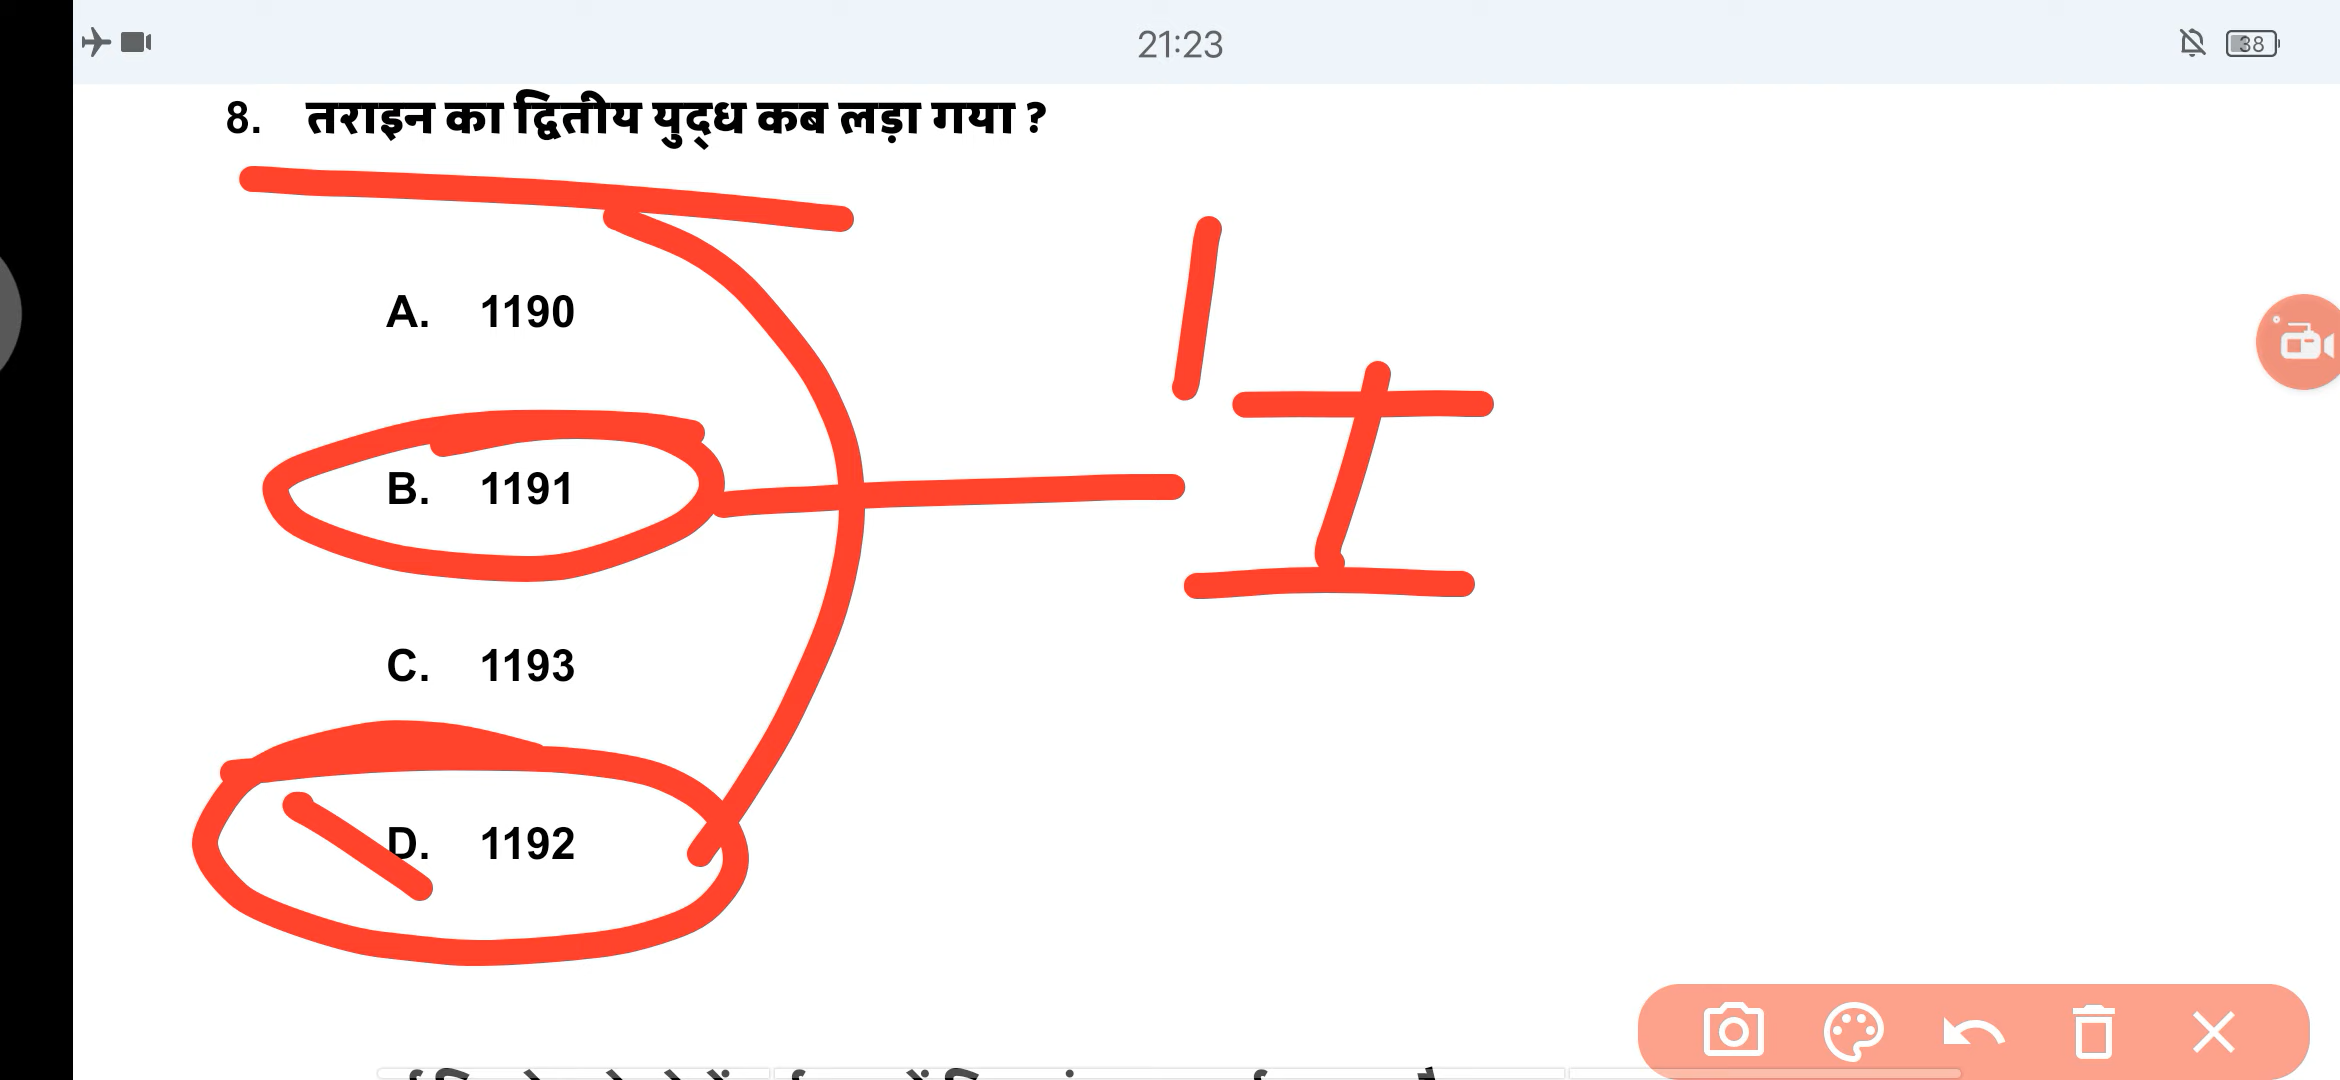 21:23
38
8. तराइन का द्वितीय युद्ध कब लड़ा गया ?
A. 1190
B. 1191
I
C. 1193
D. 1192